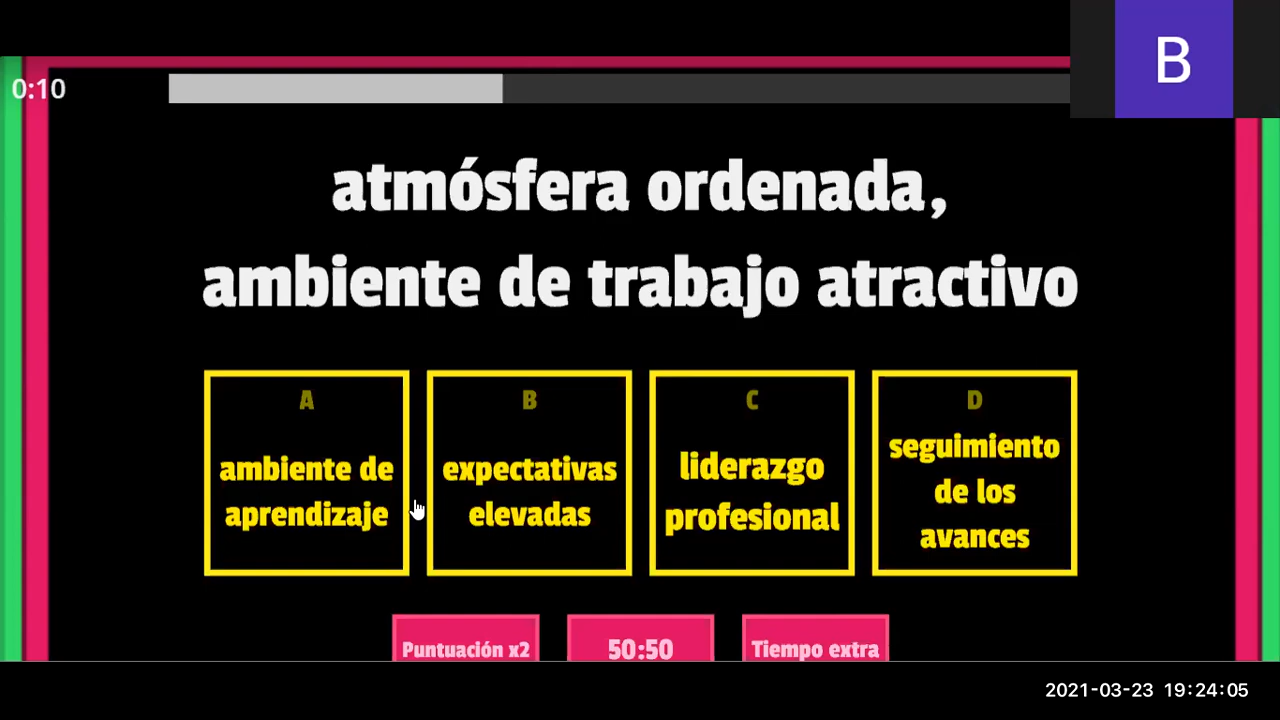 B
0:10
atmósfera ordenada,
ambiente de trabajo atractivo
A
ambiente de
aprendizaje
B
expectativas
elevadas
C
liderazgo
profesional
D
seguimiento
de los
avances
Puntuación x2
50:50
Tiempo extra
2021-03-23 19:24:05